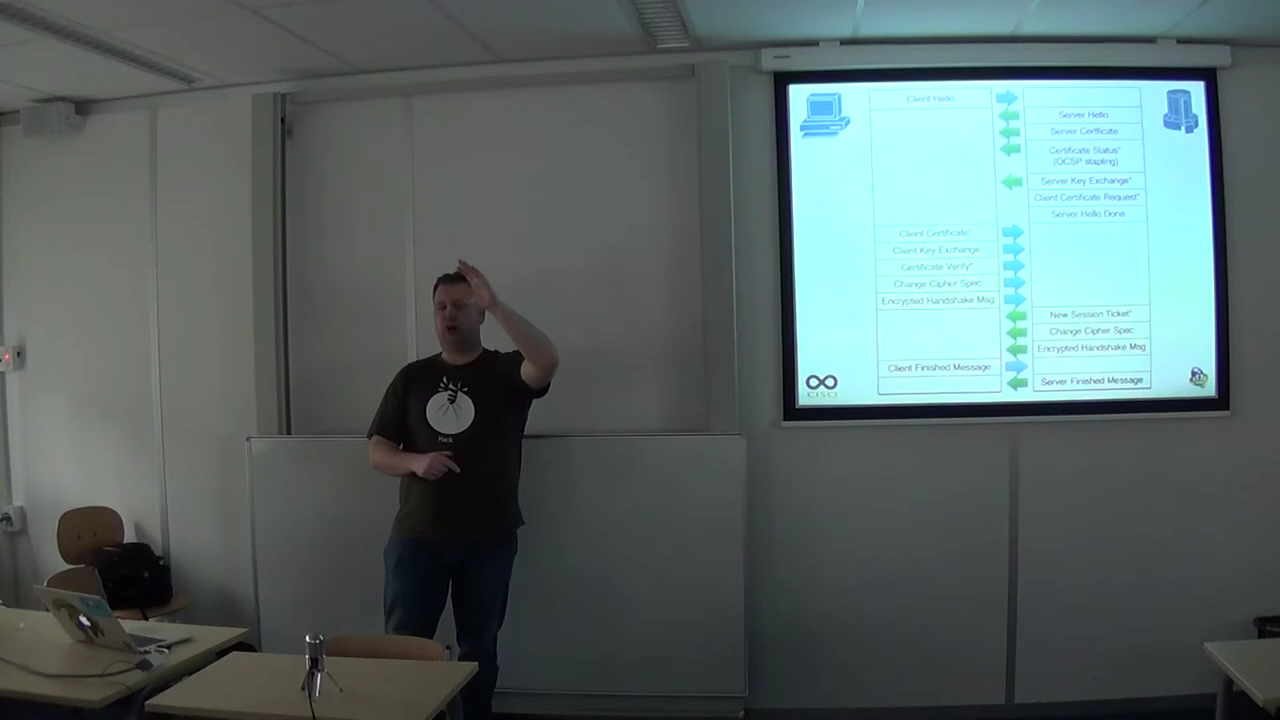 Client Hello
Server Hello
Server Certficate
Certificate Status*
(OCSP stapling)
Server Key Exchange*
Client Certificate Request*
Server Hello Done
Client Certificate*
Client Key Exchange
Certificate Verify*
Change Cipher Spec
Encrypted Handshake Msg
New Session Ticket*
Change Cipher Spec
Encrypted Handshake Msg
Client Finished Message
Server Finished Message
Hack